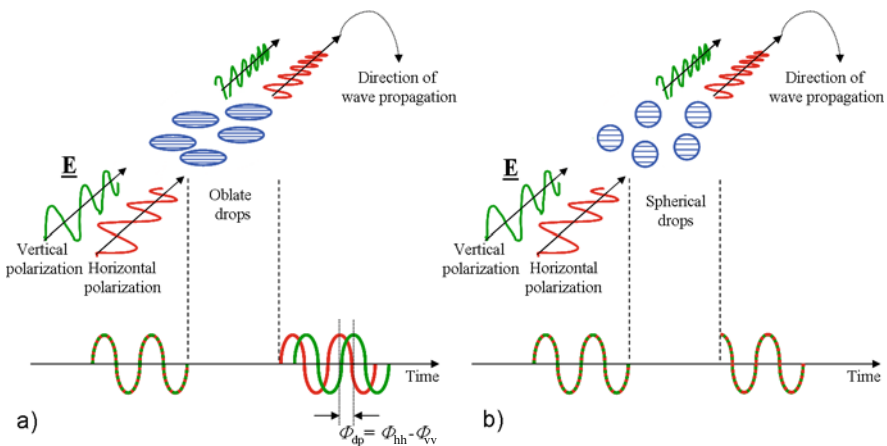 Direction of
wave propagation
E
Oblate
drops
Vertical
polarization
Horizontal
polarization
Time
a)
Φdp = Φhh - Φvv
Direction of
wave propagation
E
Spherical
drops
Vertical
polarization
Horizontal
polarization
Time
b)